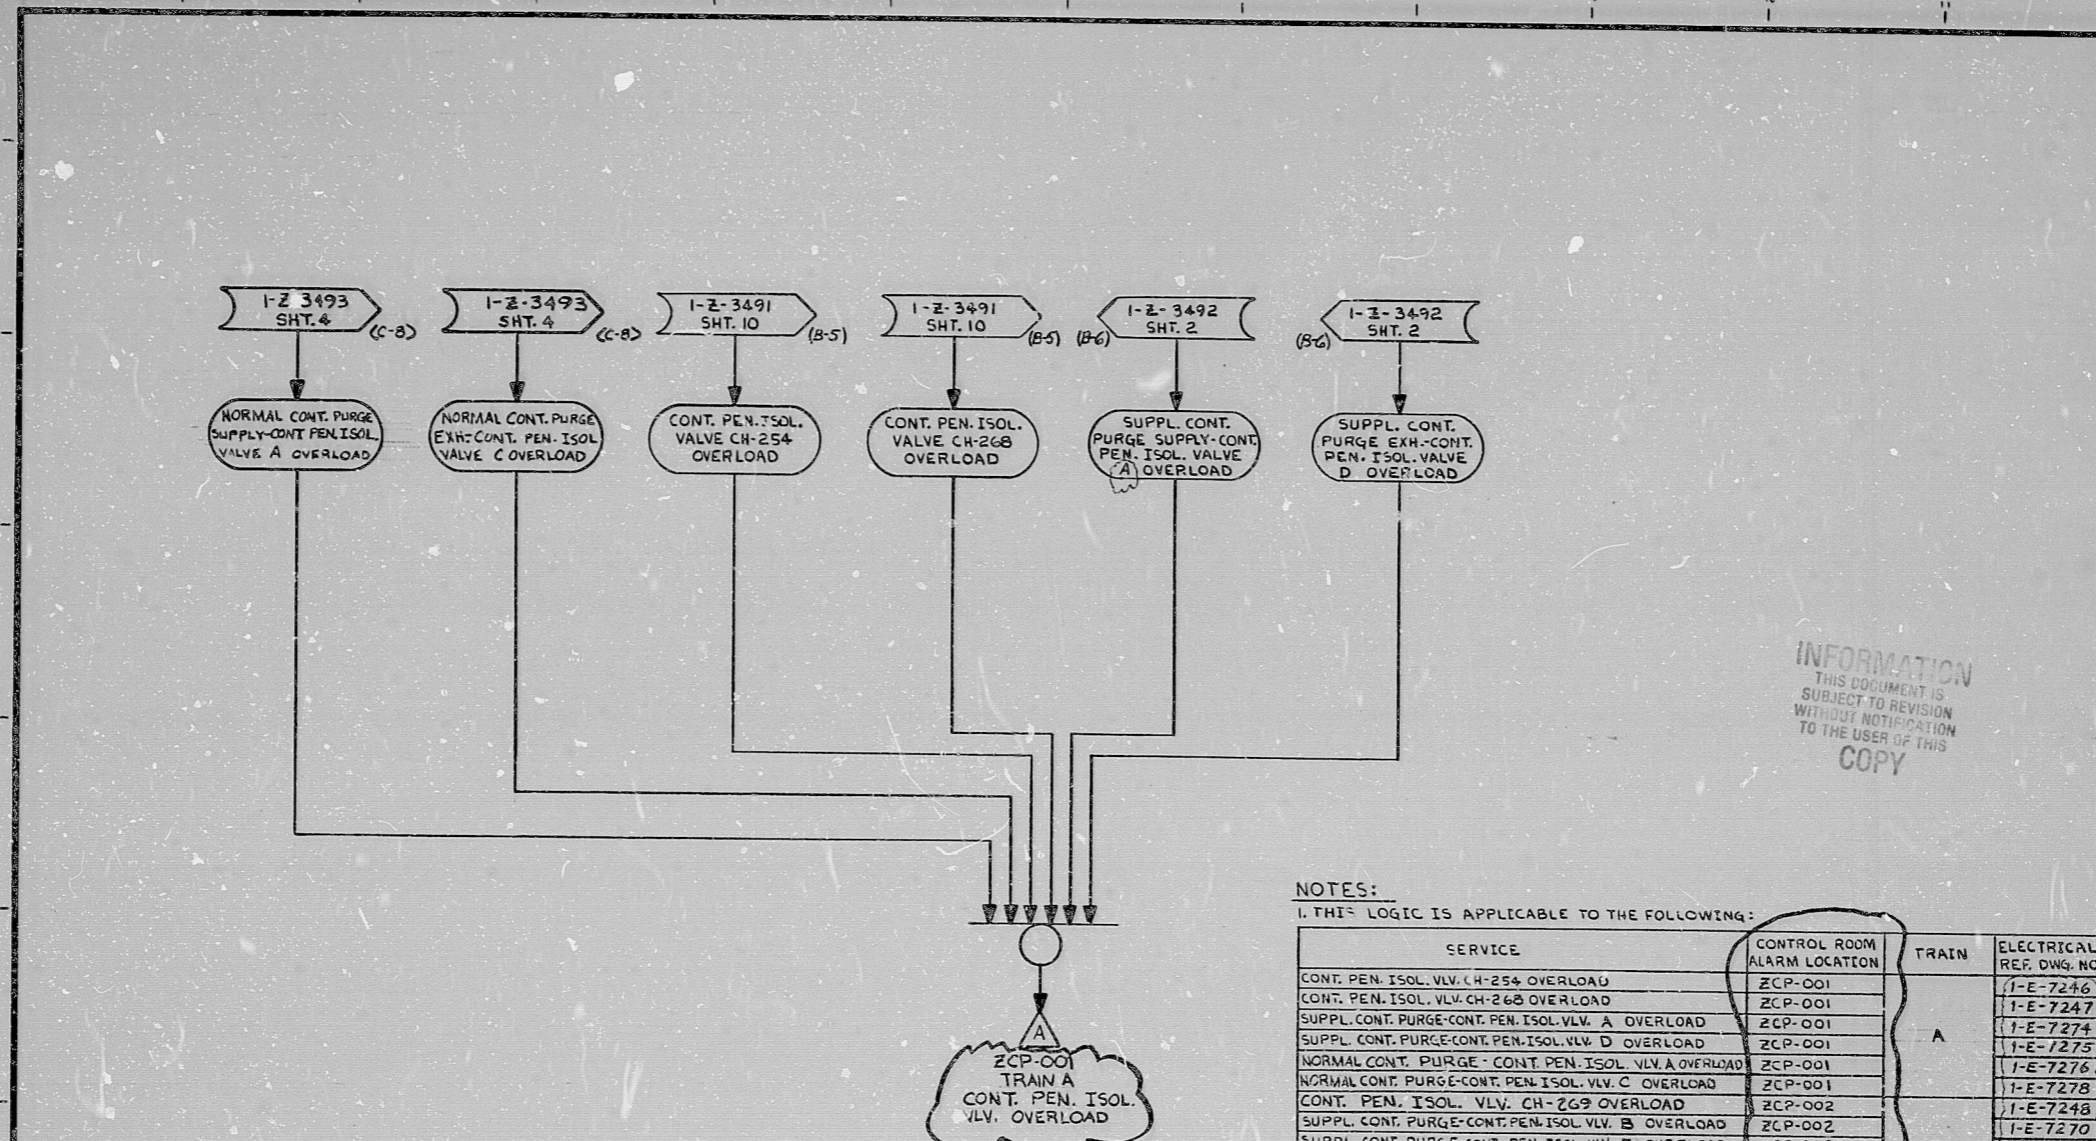 1-Z 3493
SHT. 4
(C-8)
1-Z-3493
SHT. 4
(C-8)
1-Z-3491
SHT. 10
(B-5)
1-Z-3491
SHT. 10
(B-5)
1-Z-3492
SHT. 2
(B-6)
1-Z-3492
SHT. 2
(B-6)
NORMAL CONT. PURGE
SUPPLY-CONT PEN. ISOL.
VALVE A OVERLOAD
NORMAL CONT. PURGE
EXH-CONT. PEN. ISOL
VALVE C OVERLOAD
CONT. PEN. ISOL.
VALVE CH-254
OVERLOAD
CONT. PEN. ISOL.
VALVE CH-268
OVERLOAD
SUPPL. CONT.
PURGE SUPPLY-CONT.
PEN. ISOL. VALVE
A OVERLOAD
SUPPL. CONT.
PURGE EXH.-CONT.
PEN. ISOL. VALVE
D OVERLOAD
INFORMATION
THIS DOCUMENT IS
SUBJECT TO REVISION
WITHOUT NOTIFICATION
TO THE USER OF THIS
COPY
A
ZCP-001
TRAIN A
CONT. PEN. ISOL.
VLV. OVERLOAD
NOTES:
1. THIS LOGIC IS APPLICABLE TO THE FOLLOWING:
SERVICE CONTROL ROOM ALARM LOCATION TRAIN ELECTRICAL REF. DWG. NO
CONT. PEN. ISOL. VLV. CH-254 OVERLOAD ZCP-001 1-E-7246
CONT. PEN. ISOL. VLV. CH-268 OVERLOAD ZCP-001 1-E-7247
SUPPL. CONT. PURGE-CONT. PEN. ISOL. VLV. A OVERLOAD ZCP-001 A 1-E-7274
SUPPL. CONT. PURGE-CONT. PEN. ISOL. VLV. D OVERLOAD ZCP-001 1-E-7275
NORMAL CONT. PURGE - CONT. PEN. ISOL. VLV. A OVERLOAD ZCP-001 1-E-7276
NORMAL CONT. PURGE-CONT. PEN. ISOL. VLV. C OVERLOAD ZCP-001 1-E-7278
CONT. PEN. ISOL. VLV. CH-269 OVERLOAD ZCP-002 1-E-7248
SUPPL. CONT. PURGE-CONT. PEN. ISOL VLV. B OVERLOAD ZCP-002 1-E-7270